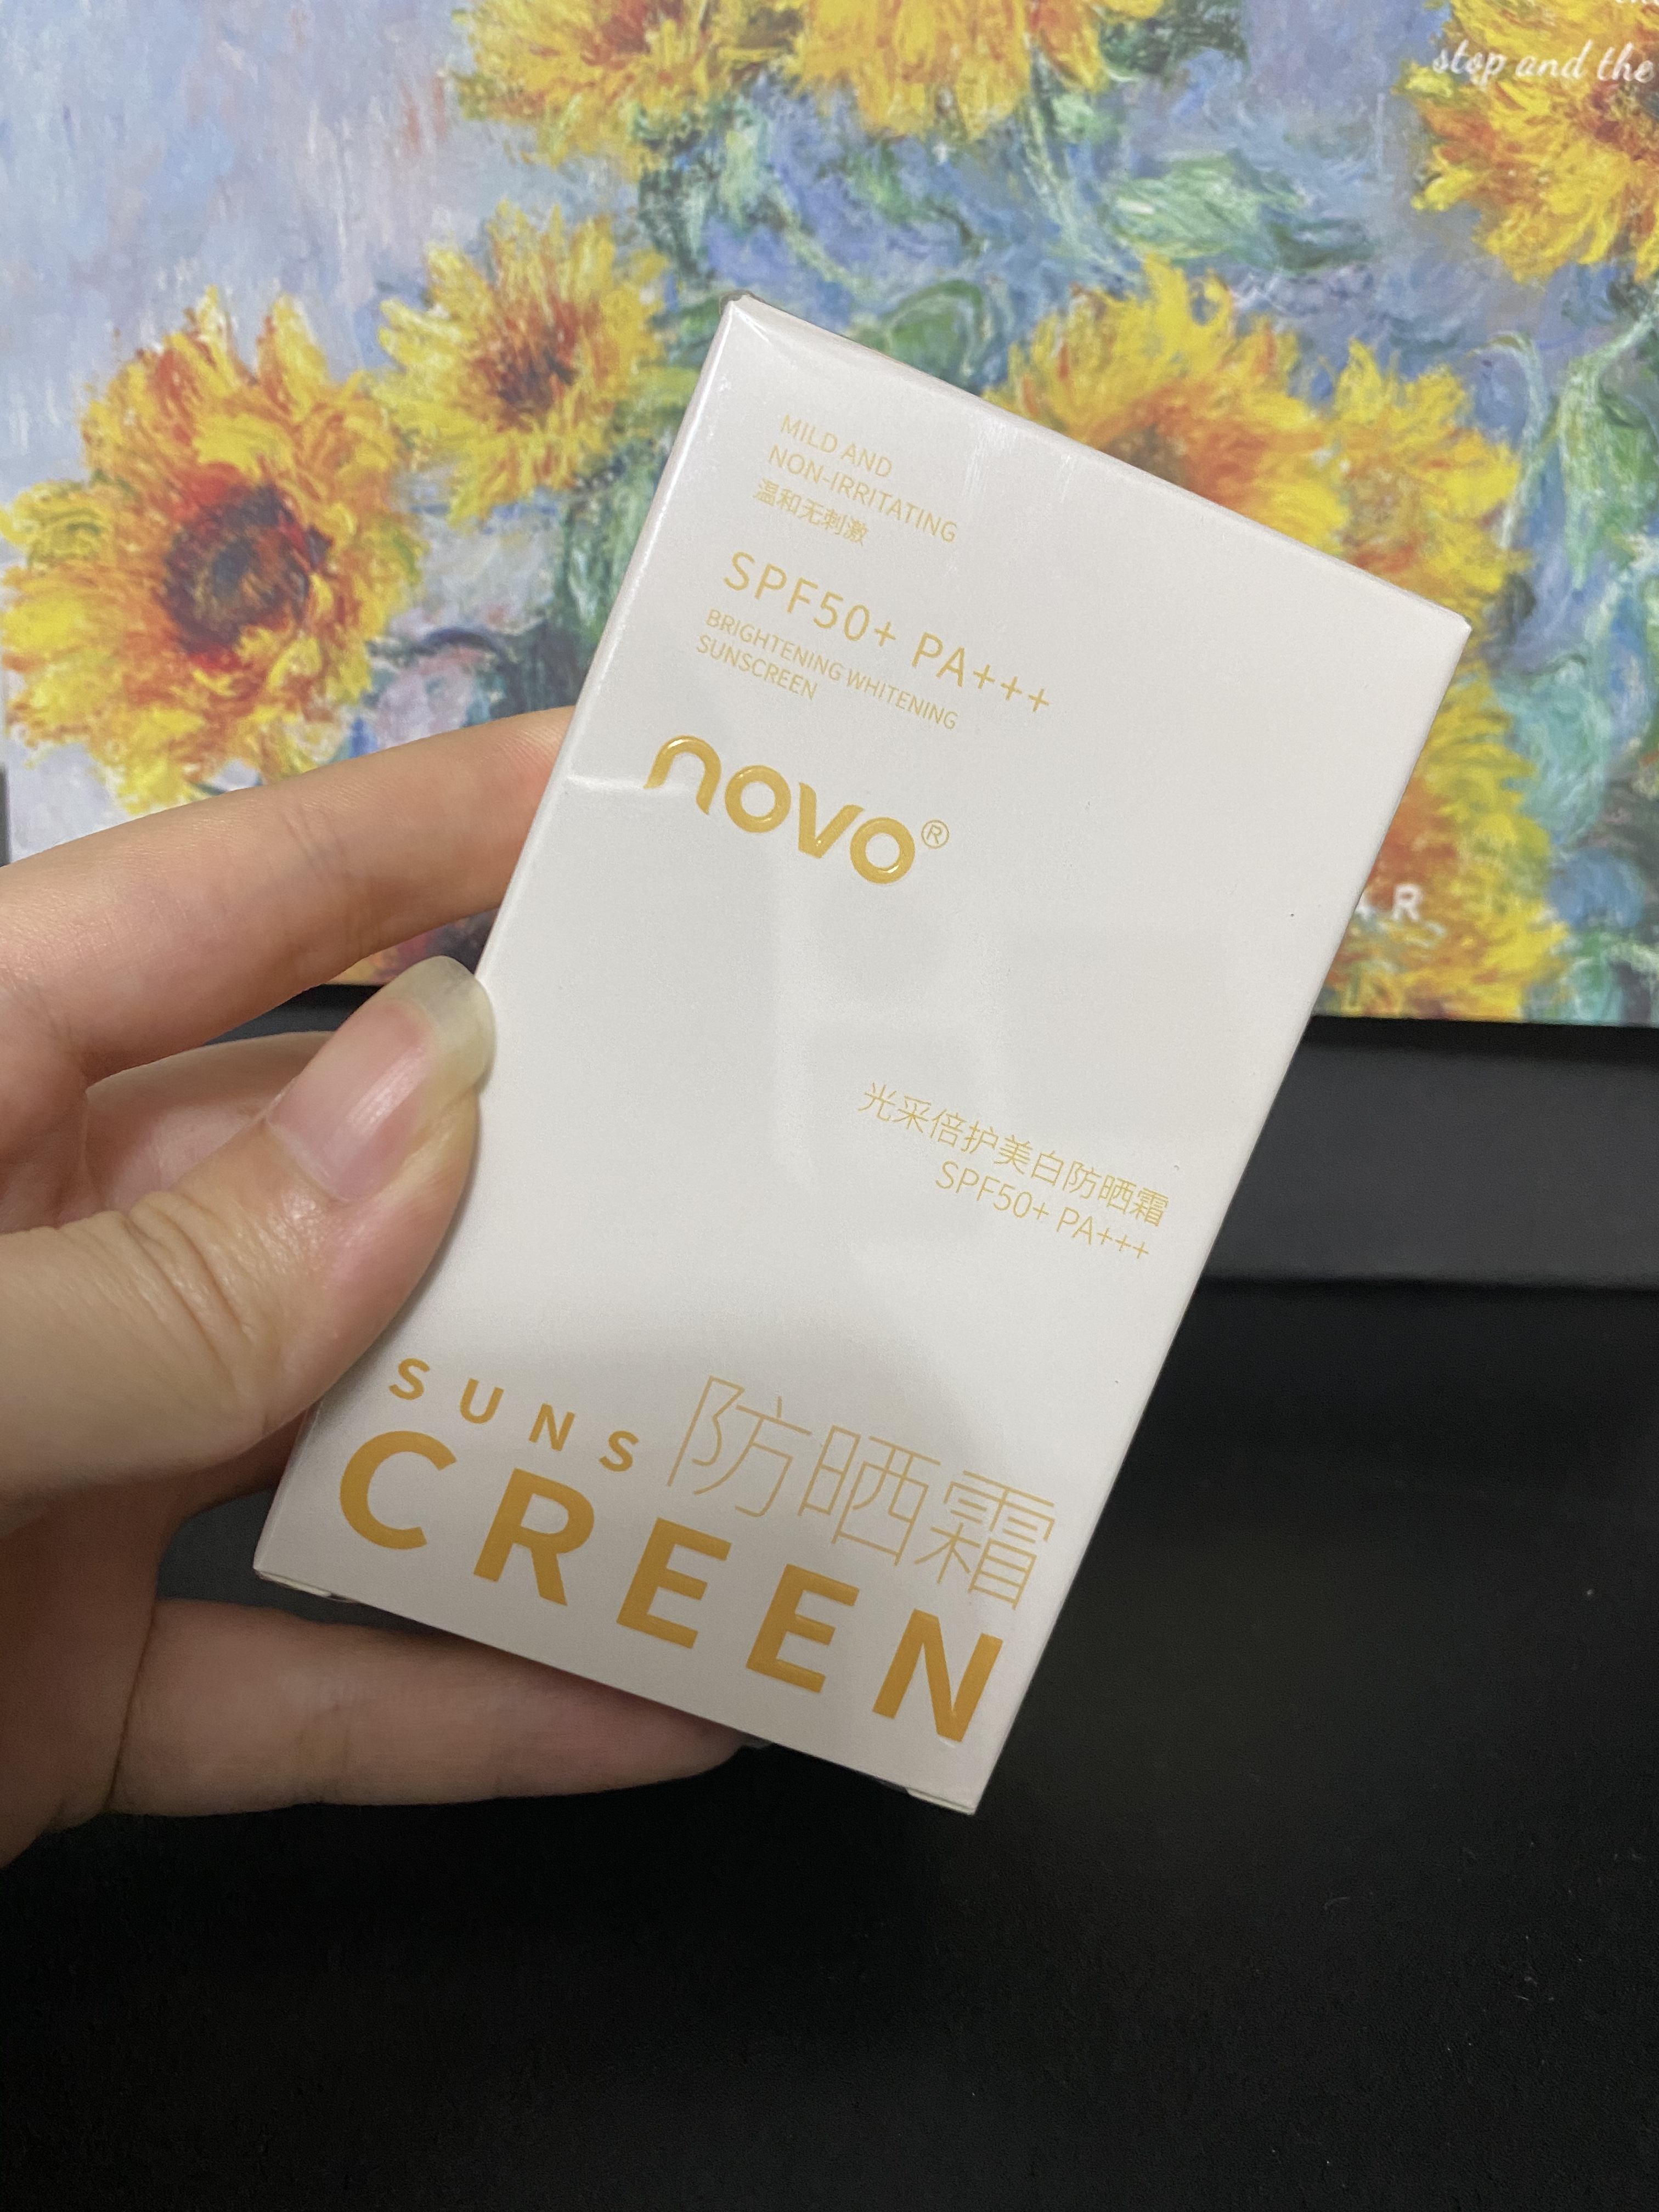 stop and the
MILD AND
NON-IRRITATING
温和无刺激
SPF50+ PA+++
BRIGHTENING WHITENING
SUNSCREEN
novo®
光采倍护美白防晒霜
SPF50+ PA+++
SUNS
防晒霜
CREEN